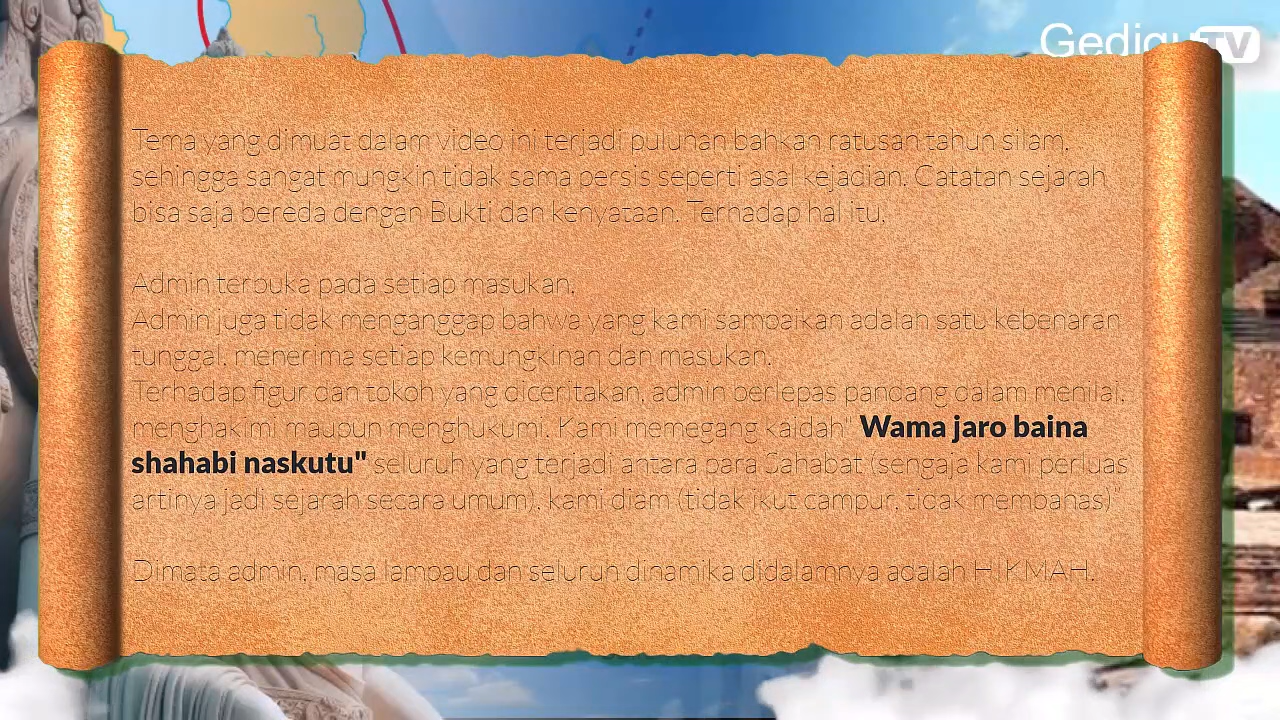 Gedigu TV
Tema yang dimuat dalam video ini terjadi puluhan bahkan ratusan tahun silam,
sehingga sangat mungkin tidak sama persis seperti asal kejadian. Catatan sejarah
bisa saja bereda dengan Bukti dan kenyataan. Terhadap hal itu,
Admin terbuka pada setiap masukan.
Admin juga tidak menganggap bahwa yang kami sampaikan adalah satu kebenaran
tunggal, menerima setiap kemungkinan dan masukan.
Terhadap figur dan tokoh yang diceritakan, admin berlepas pandang dalam menilai,
menghakimi maupun menghukumi. Kami memegang kaidah" Wama jaro baina
shahabi naskutu" seluruh yang terjadi antara para Sahabat (sengaja kami perluas
artinya jadi sejarah secara umum), kami diam (tidak ikut campur, tidak membahas)"
Dimata admin, masa lampau dan seluruh dinamika didalamnya adalah HIKMAH.